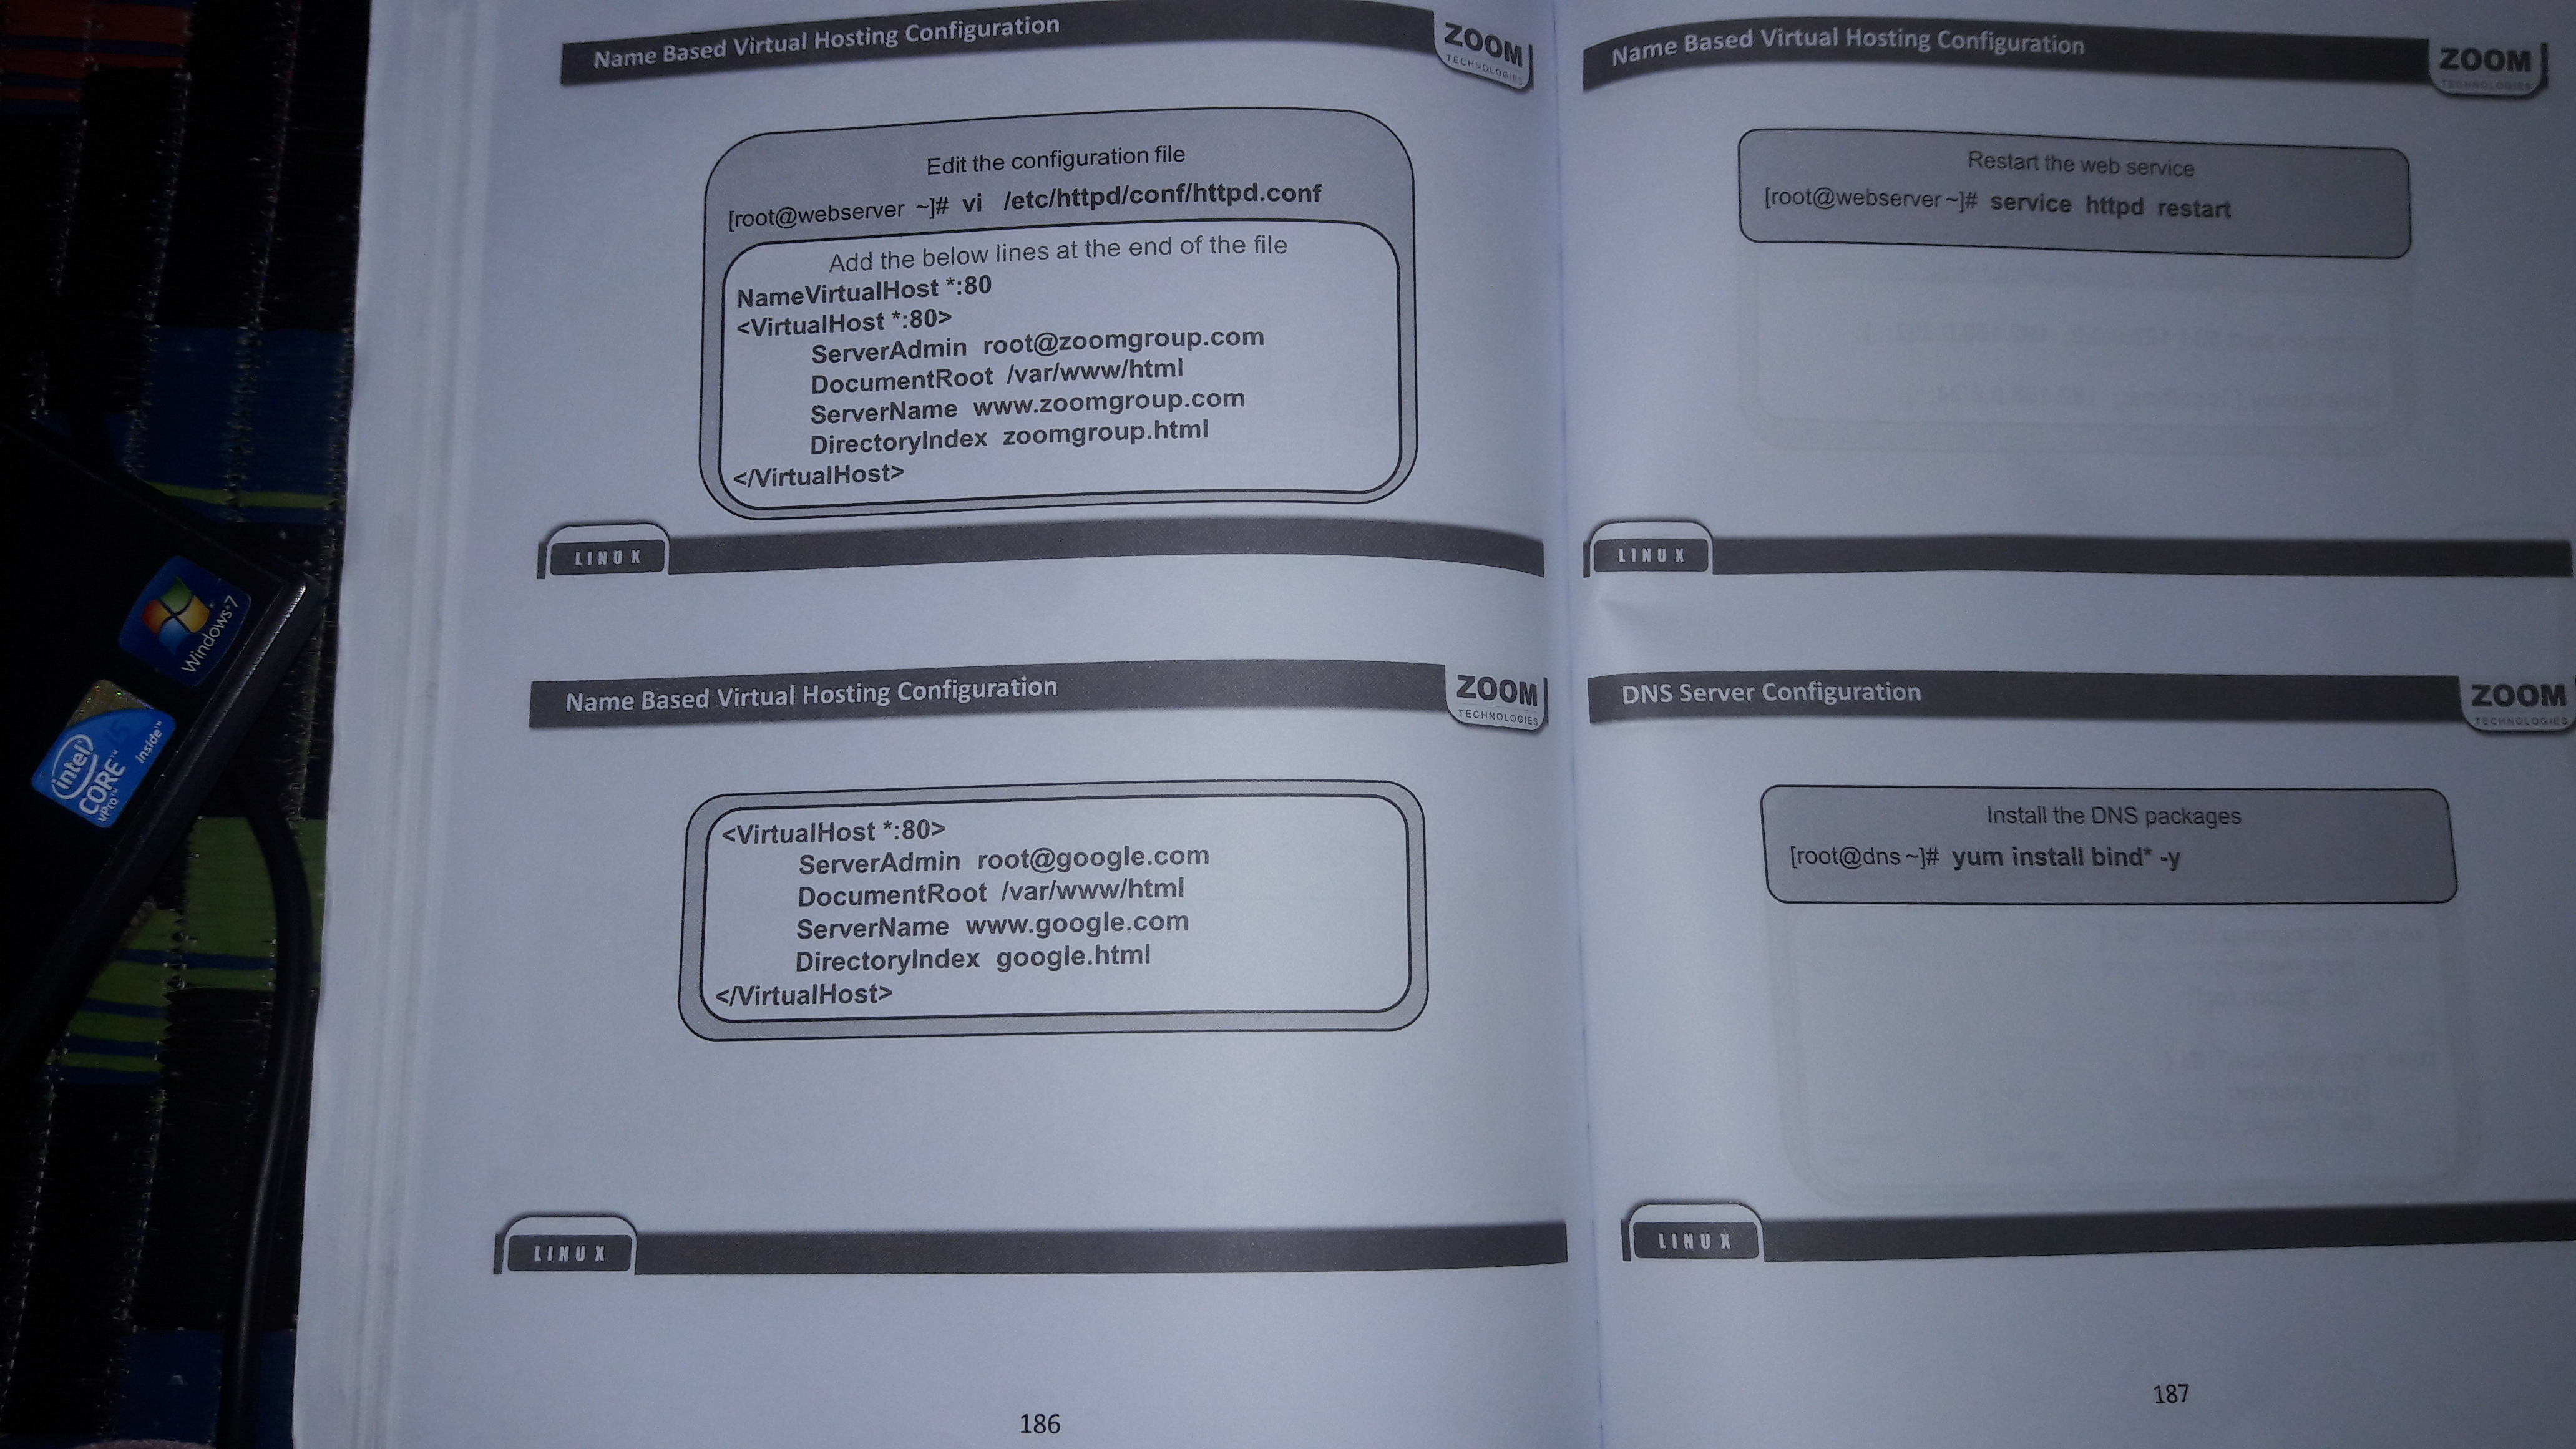 Name Based Virtual Hosting Configuration
ZOOM
TECHNOLOGIES
Edit the configuration file
[root@webserver ~]# vi /etc/httpd/conf/httpd.conf
Add the below lines at the end of the file
NameVirtualHost *:80
<VirtualHost *:80>
ServerAdmin root@zoomgroup.com
DocumentRoot /var/www/html
ServerName www.zoomgroup.com
DirectoryIndex zoomgroup.html
</VirtualHost>
LINUX
Name Based Virtual Hosting Configuration
ZOOM
TECHNOLOGIES
<VirtualHost *:80>
ServerAdmin root@google.com
DocumentRoot /var/www/html
ServerName www.google.com
DirectoryIndex google.html
</VirtualHost>
LINUX
186
Name Based Virtual Hosting Configuration
ZOOM
TECHNOLOGIES
Restart the web service
[root@webserver ~]# service httpd restart
LINUX
DNS Server Configuration
ZOOM
TECHNOLOGIES
Install the DNS packages
[root@dns ~]# yum install bind* -y
LINUX
187
Windows 7
intel
CORE i5
vPro
inside